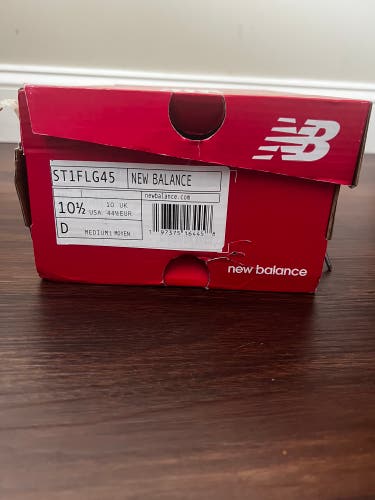 NB
ST1FLG45 NEW BALANCE
newbalance.com
10½ USA 10 UK 44½EUR
D MEDIUM|MOYEN
new balance